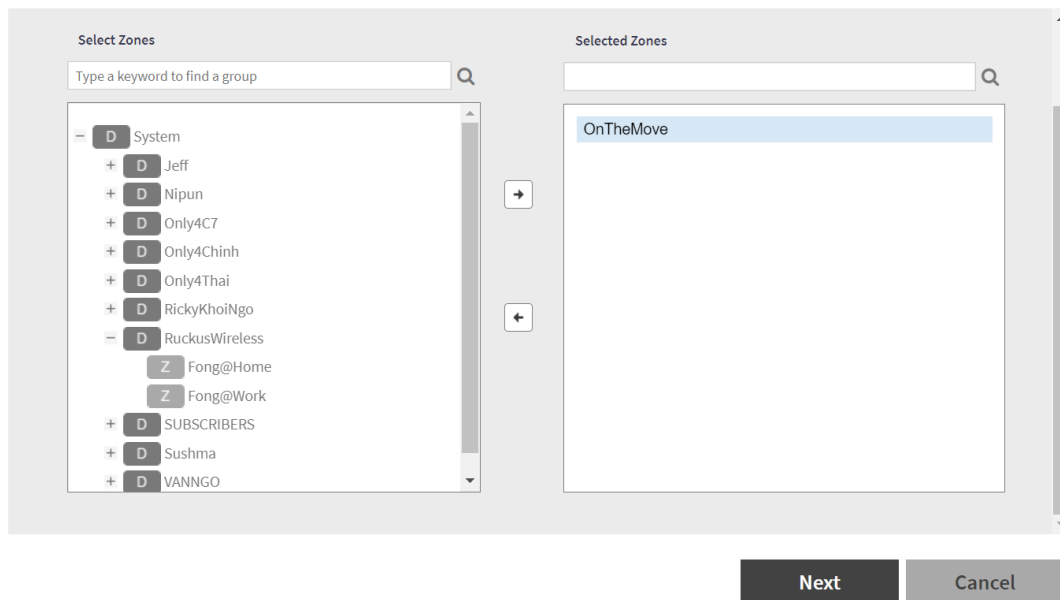 Select Zones
Selected Zones
Type a keyword to find a group
D System
D Jeff
D Nipun
D Only4C7
D Only4Chinh
D Only4Thai
D RickyKhoiNgo
D RuckusWireless
Z Fong@Home
Z Fong@Work
D SUBSCRIBERS
D Sushma
D VANNGO
OnTheMove
Next
Cancel